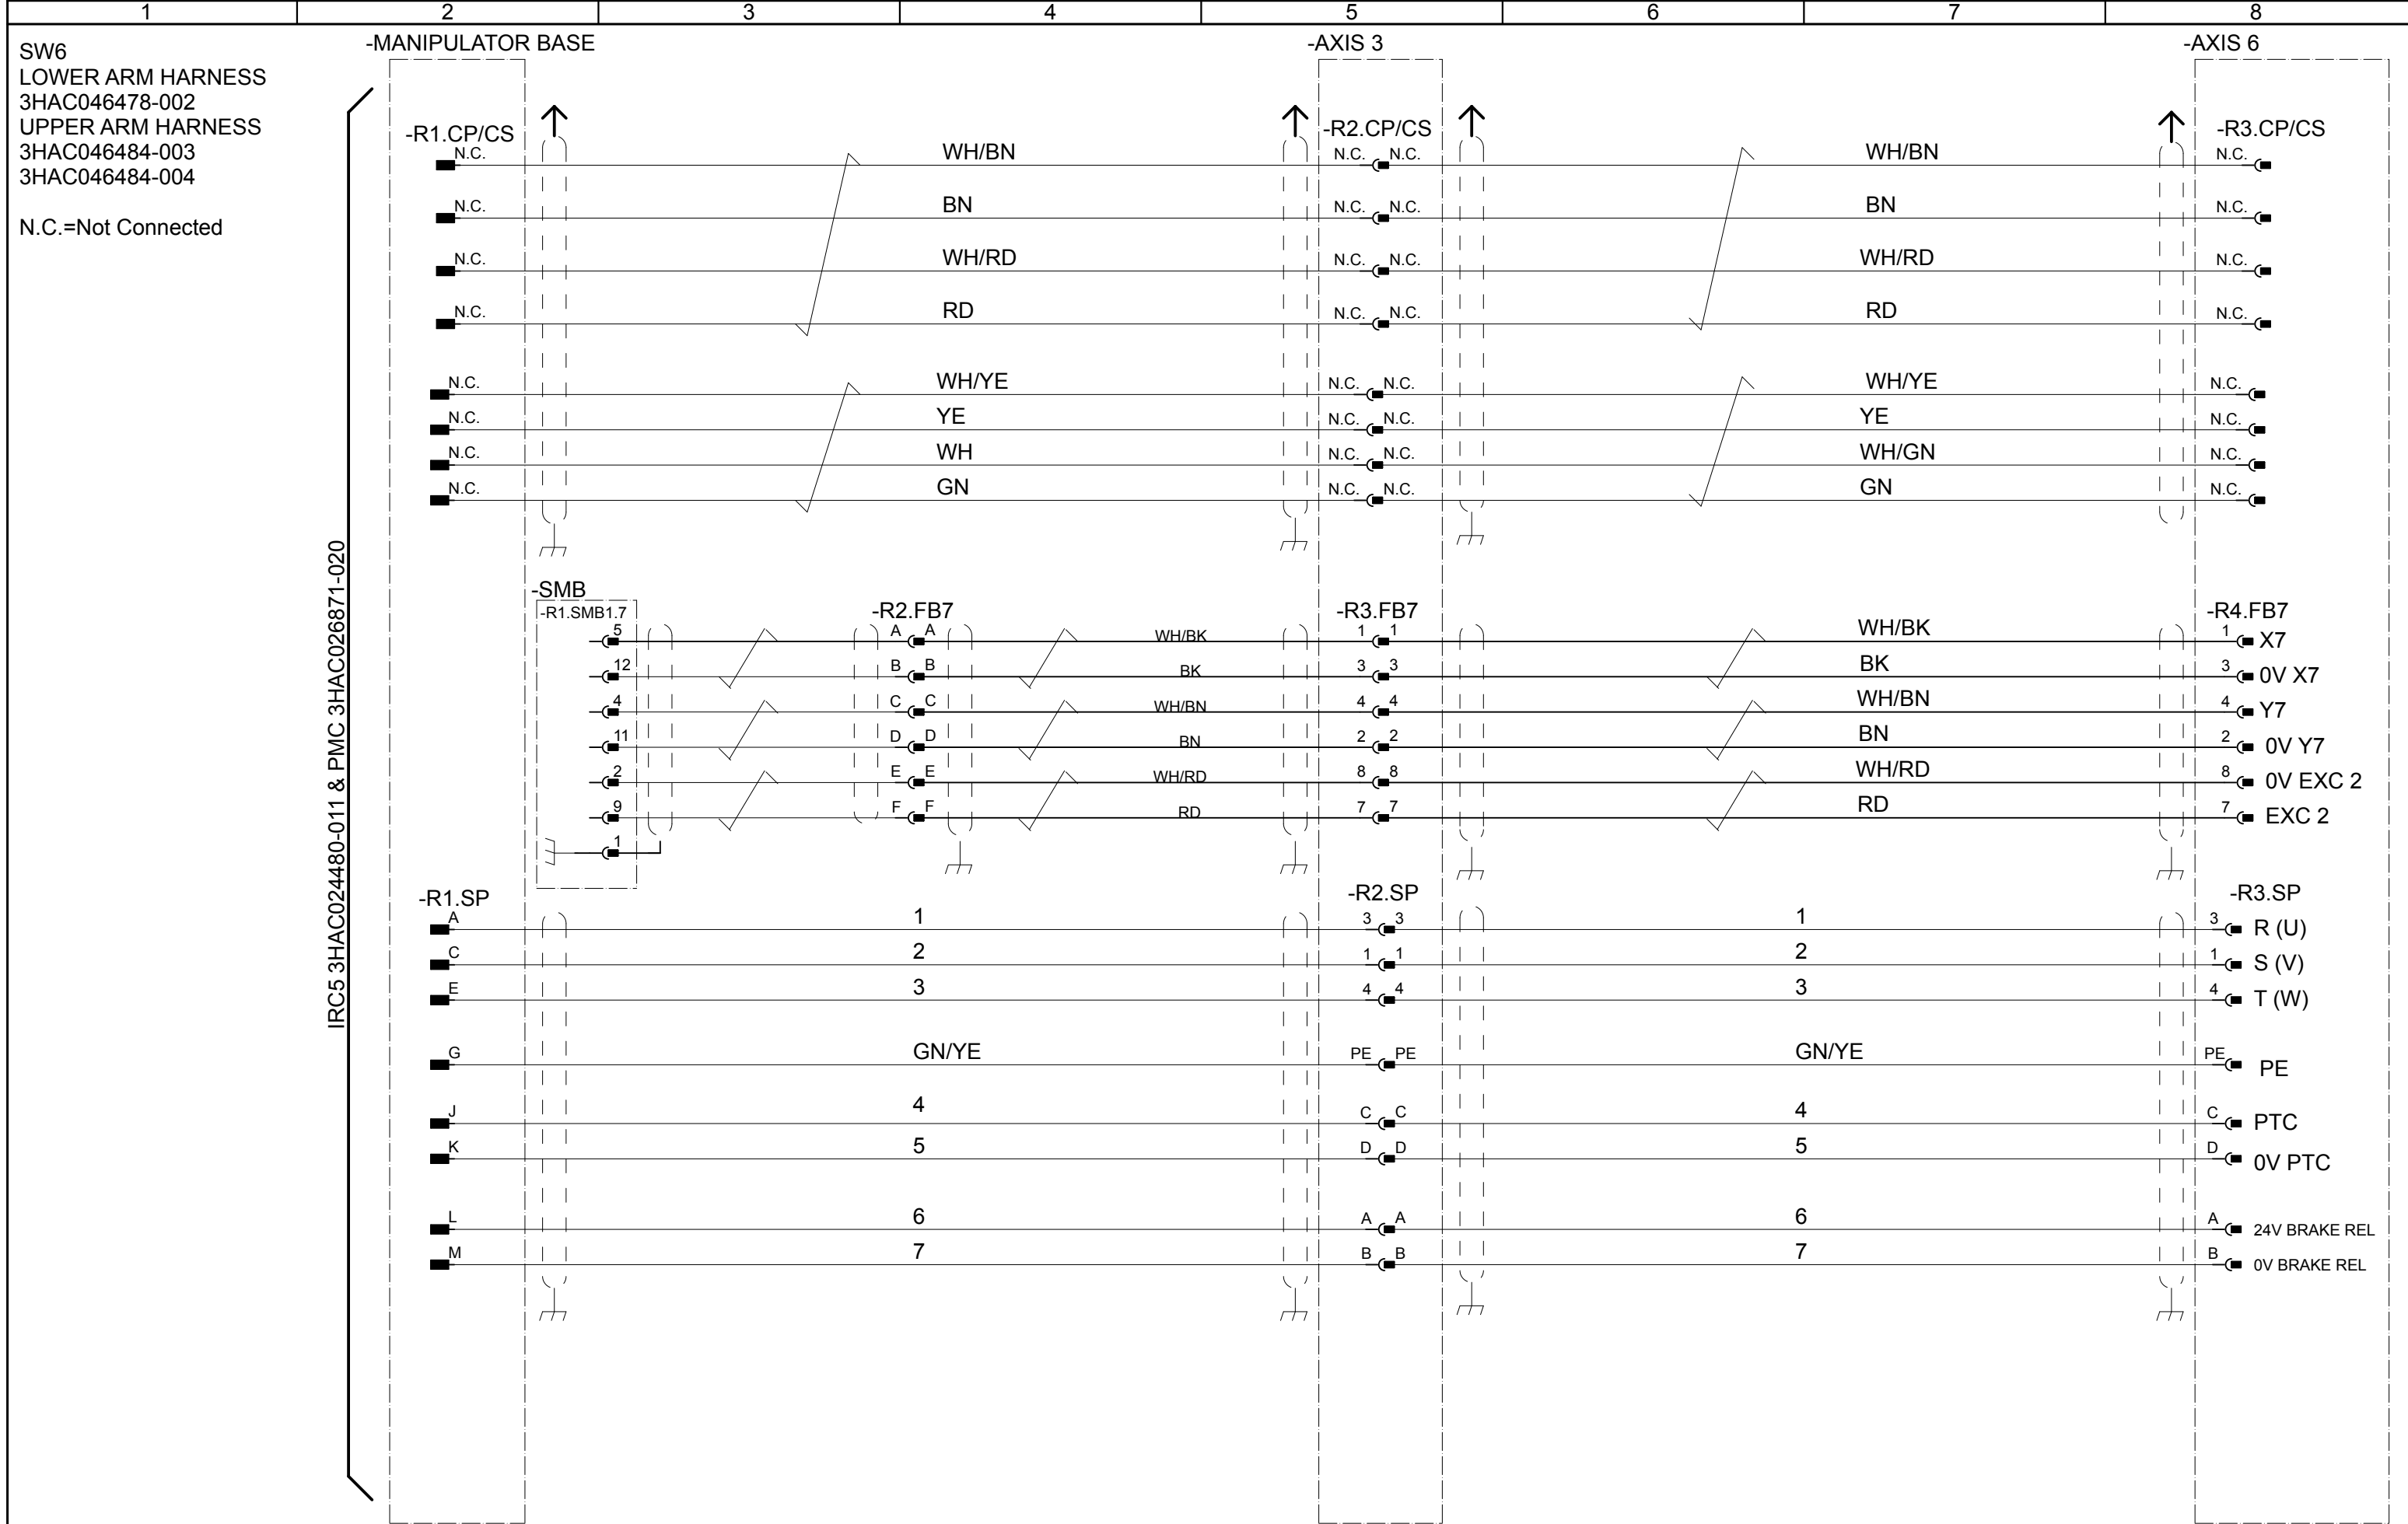 1 2 3 4 5 6 7 8
SW6
LOWER ARM HARNESS
3HAC046478-002
UPPER ARM HARNESS
3HAC046484-003
3HAC046484-004
N.C.=Not Connected
IRC5 3HAC024480-011 & PMC 3HAC026871-020
-MANIPULATOR BASE -AXIS 3 -AXIS 6
-R1.CP/CS -R2.CP/CS -R3.CP/CS
N.C. WH/BN N.C. N.C. WH/BN N.C.
N.C. BN N.C. N.C. BN N.C.
N.C. WH/RD N.C. N.C. WH/RD N.C.
N.C. RD N.C. N.C. RD N.C.
N.C. WH/YE N.C. N.C. WH/YE N.C.
N.C. YE N.C. N.C. YE N.C.
N.C. WH N.C. N.C. WH/GN N.C.
N.C. GN N.C. N.C. GN N.C.
-SMB
-R1.SMB1.7 -R2.FB7 -R3.FB7 -R4.FB7
5 A A WH/BK 1 1 WH/BK 1 X7
12 B B BK 3 3 BK 3 0V X7
4 C C WH/BN 4 4 WH/BN 4 Y7
11 D D BN 2 2 BN 2 0V Y7
2 E E WH/RD 8 8 WH/RD 8 0V EXC 2
9 F F RD 7 7 RD 7 EXC 2
1
-R1.SP -R2.SP -R3.SP
A 1 3 3 1 3 R (U)
C 2 1 1 2 1 S (V)
E 3 4 4 3 4 T (W)
G GN/YE PE PE GN/YE PE PE
J 4 C C 4 C PTC
K 5 D D 5 D 0V PTC
L 6 A A 6 A 24V BRAKE REL
M 7 B B 7 B 0V BRAKE REL